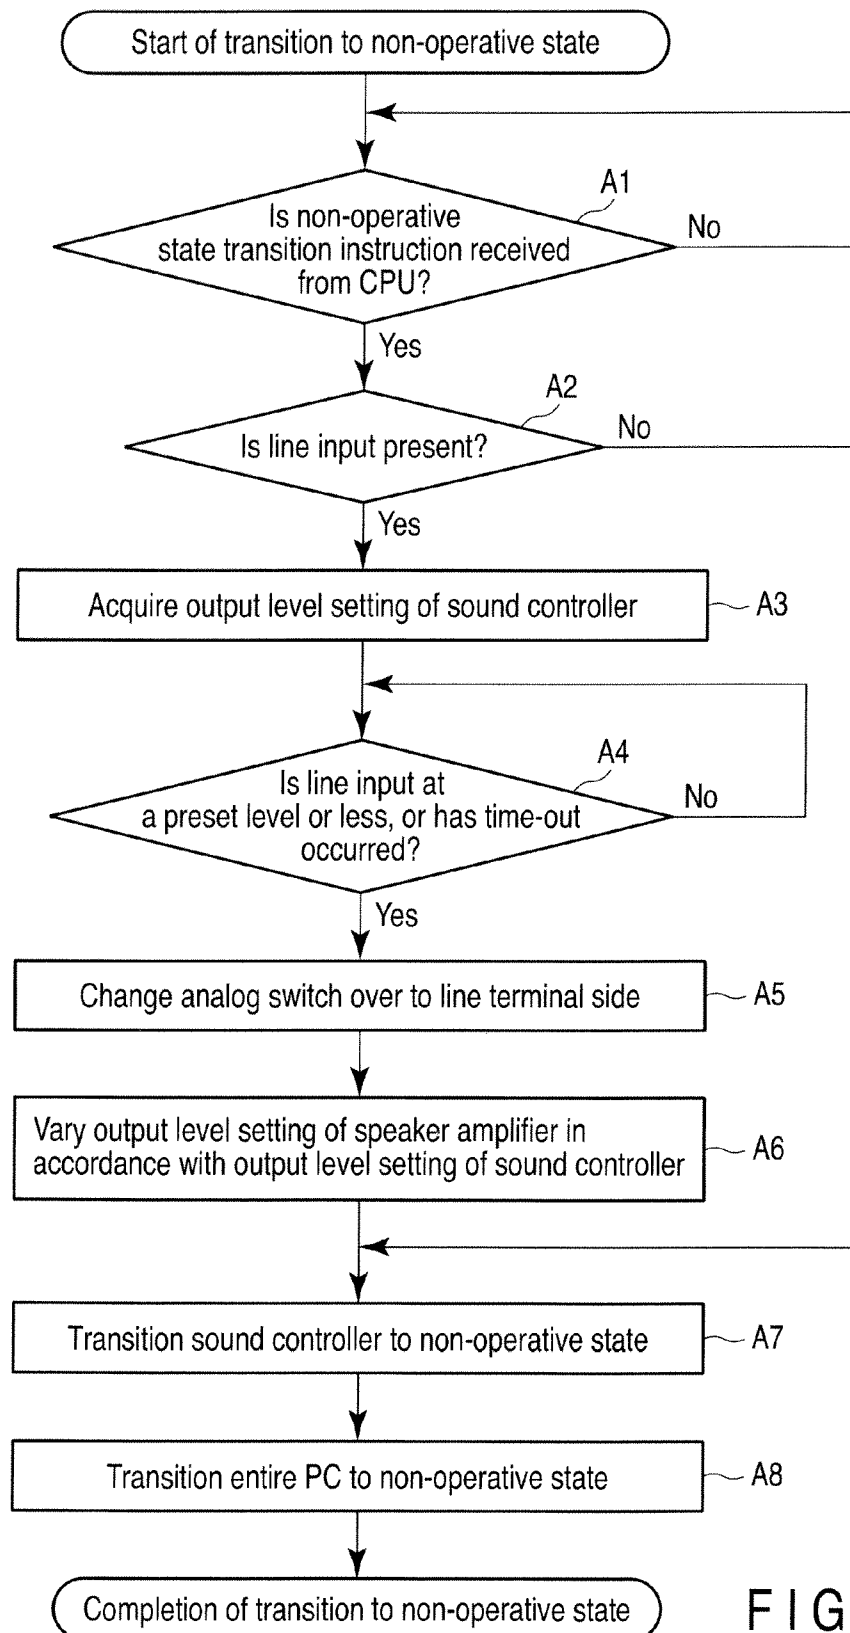 Start of transition to non-operative state
A1
Is non-operative
state transition instruction received
from CPU?
No
Yes
A2
Is line input present?
No
Yes
Acquire output level setting of sound controller
A3
A4
Is line input at
a preset level or less, or has time-out
occurred?
No
Yes
Change analog switch over to line terminal side
A5
Vary output level setting of speaker amplifier in
accordance with output level setting of sound controller
A6
Transition sound controller to non-operative state
A7
Transition entire PC to non-operative state
A8
Completion of transition to non-operative state
FIG